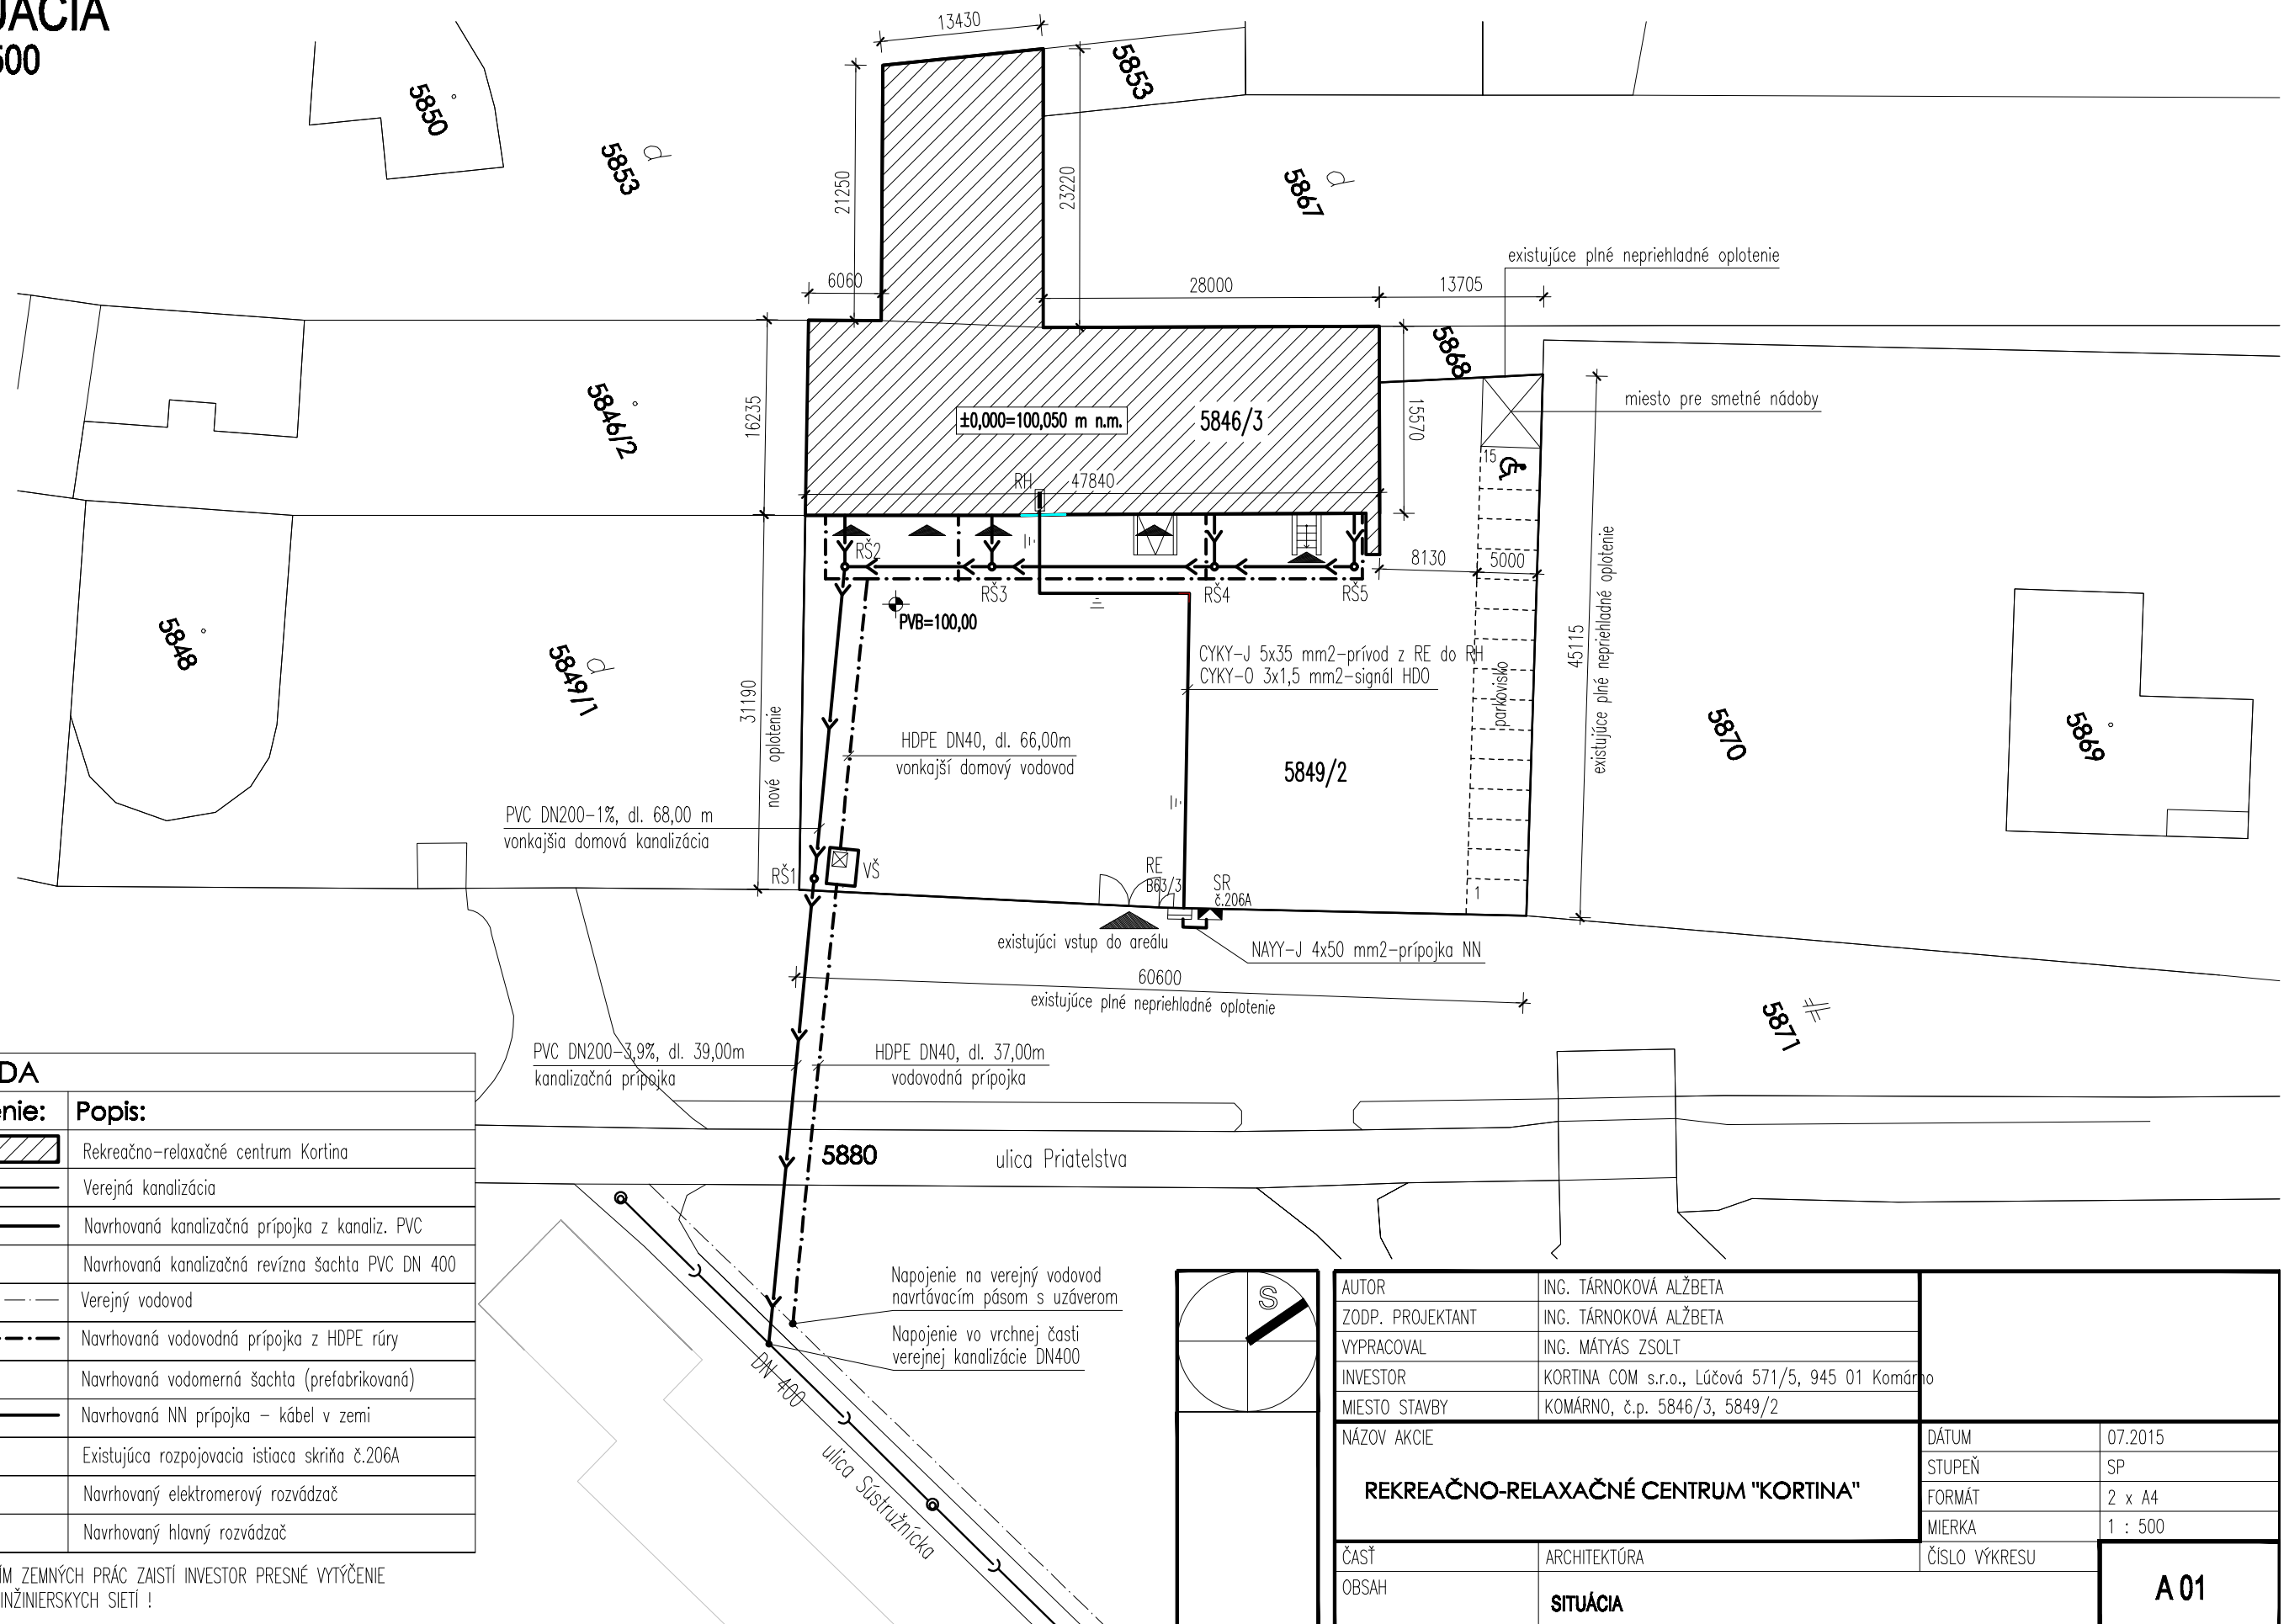 500
13430
5853
5850
5853
5867
21250
23220
existujúce plné nepriehladné oplotenie
6060
28000
13705
5868
5846/2
16235
±0,000=100,050 m n.m.
5846/3
15570
miesto pre smetné nádoby
15
RH
47840
RŠ2
RŠ3
RŠ4
RŠ5
8130
5000
PVB=100,00
5848
5849/1
CYKY-J 5x35 mm2-prívod z RE do RH
CYKY-O 3x1,5 mm2-signál HDO
45115
existujúce plné nepriehladné oplotenie
parkovisko
31190
nové oplotenie
HDPE DN40, dl. 66,00m
vonkajší domový vodovod
5849/2
5870
5869
PVC DN200-1%, dl. 68,00 m
vonkajšia domová kanalizácia
RŠ1
VŠ
RE
B63/3
SR
č.206A
1
existujúci vstup do areálu
NAYY-J 4x50 mm2-prípojka NN
60600
existujúce plné nepriehladné oplotenie
5871
PVC DN200-3,9%, dl. 39,00m
kanalizačná prípojka
HDPE DN40, dl. 37,00m
vodovodná prípojka
5880
ulica Priatelstva
Popis:
Rekreačno-relaxačné centrum Kortina
Verejná kanalizácia
Navrhovaná kanalizačná prípojka z kanaliz. PVC
Navrhovaná kanalizačná revízna šachta PVC DN 400
Verejný vodovod
Navrhovaná vodovodná prípojka z HDPE rúry
Navrhovaná vodomerná šachta (prefabrikovaná)
Navrhovaná NN prípojka - kábel v zemi
Existujúca rozpojovacia istiaca skriňa č.206A
Navrhovaný elektromerový rozvádzač
Navrhovaný hlavný rozvádzač
ZEMNÝCH PRÁC ZAISTÍ INVESTOR PRESNÉ VYTÝČENIE
INŽINIERSKYCH SIETÍ !
Napojenie na verejný vodovod
navrtávacím pásom s uzáverom
Napojenie vo vrchnej časti
verejnej kanalizácie DN400
DN 400
ulica Sústružnícka
S
AUTOR ING. TÁRNOKOVÁ ALŽBETA
ZODP. PROJEKTANT ING. TÁRNOKOVÁ ALŽBETA
VYPRACOVAL ING. MÁTYÁS ZSOLT
INVESTOR KORTINA COM s.r.o., Lúčová 571/5, 945 01 Komárno
MIESTO STAVBY KOMÁRNO, č.p. 5846/3, 5849/2
NÁZOV AKCIE
REKREAČNO-RELAXAČNÉ CENTRUM "KORTINA"
DÁTUM 07.2015
STUPEŇ SP
FORMÁT 2 x A4
MIERKA 1 : 500
ČASŤ ARCHITEKTÚRA
ČÍSLO VÝKRESU
A 01
OBSAH
SITUÁCIA